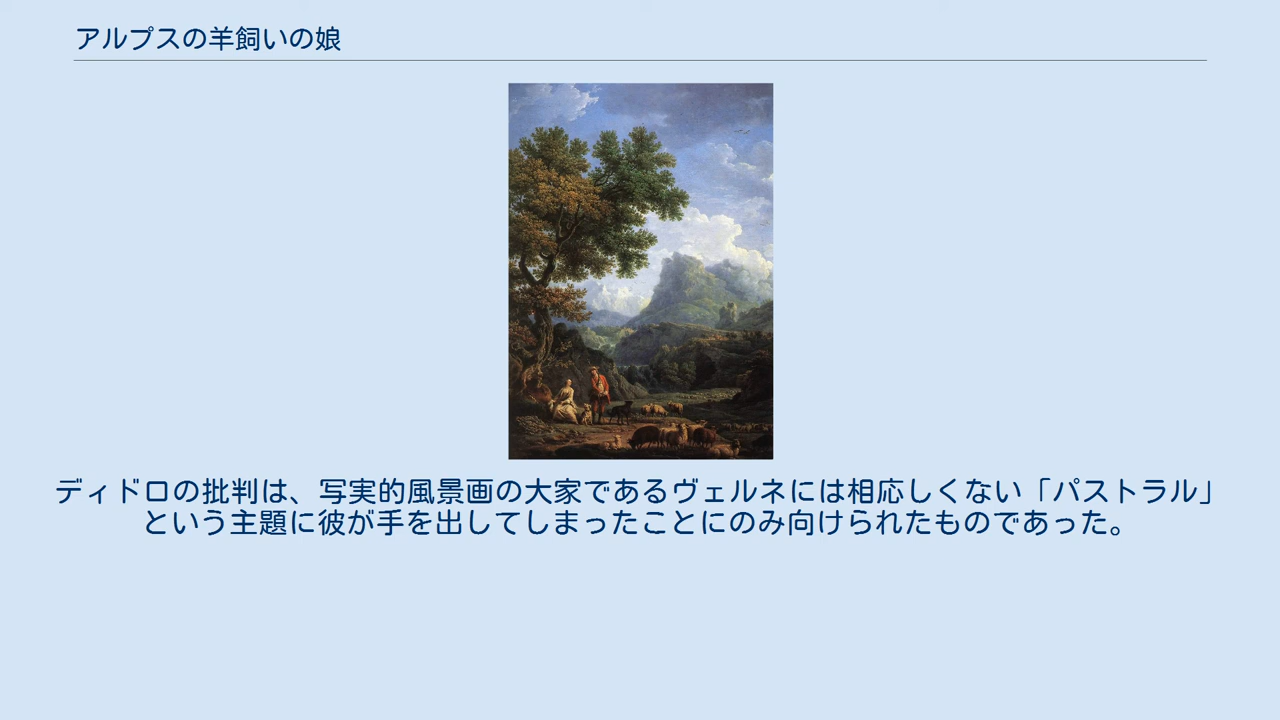 アルプスの羊飼いの娘
ディドロの批判は、写実的風景画の大家であるヴェルネには相応しくない「パストラル」
という主題に彼が手を出してしまったことにのみ向けられたものであった。